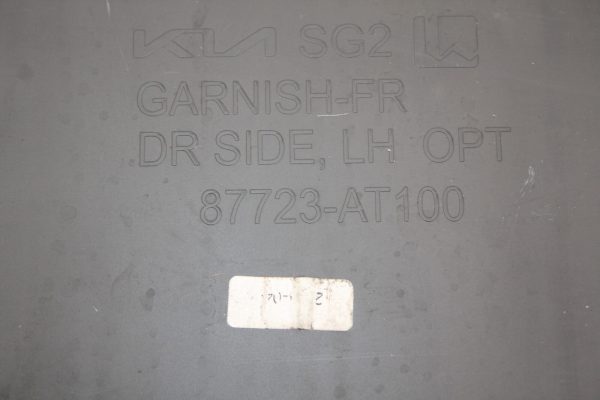 KIA SG2
GARNISH-FR
DR SIDE, LH OPT
87723-AT100